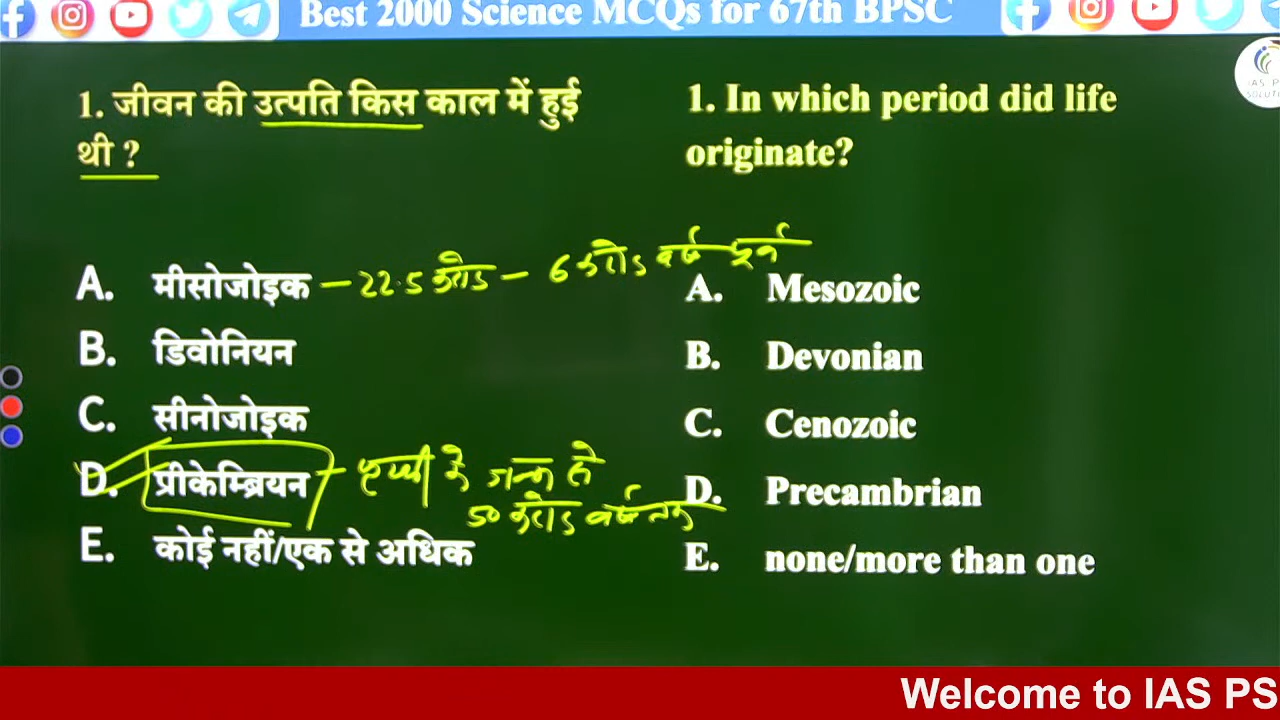 Best 2000 Science MCQs for 67th BPSC
1. जीवन की उत्पति किस काल में हुई
थी ?
A. मीसोजोइक – 22.5 करोड – 6 करोड वर्ष पूर्व
B. डिवोनियन
C. सीनोजोइक
D. प्रीकेम्ब्रियन – पृथ्वी के जन्म से
50 करोड वर्ष तक
E. कोई नहीं/एक से अधिक
1. In which period did life
originate?
A. Mesozoic
B. Devonian
C. Cenozoic
D. Precambrian
E. none/more than one
IAS P
SOLUT
Welcome to IAS PS